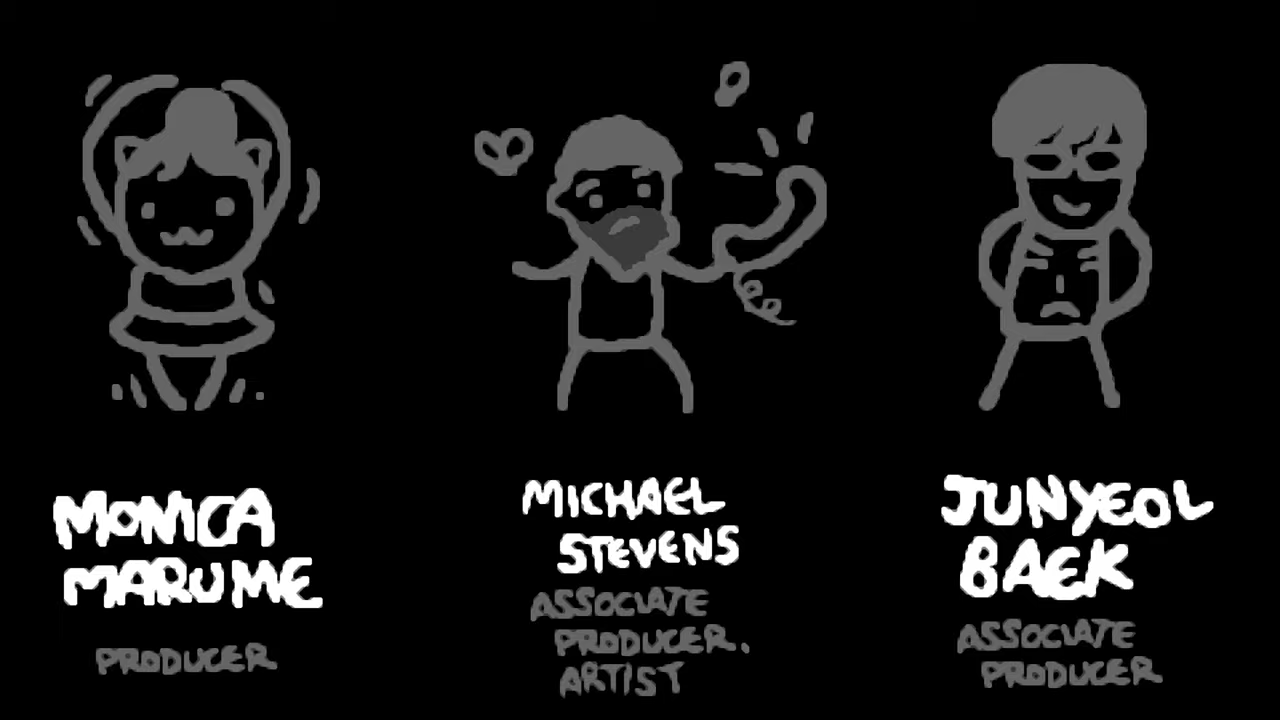 MONICA
MARUME
PRODUCER
MICHAEL
STEVENS
ASSOCIATE
PRODUCER.
ARTIST
JUNYEOL
BAEK
ASSOCIATE
PRODUCER